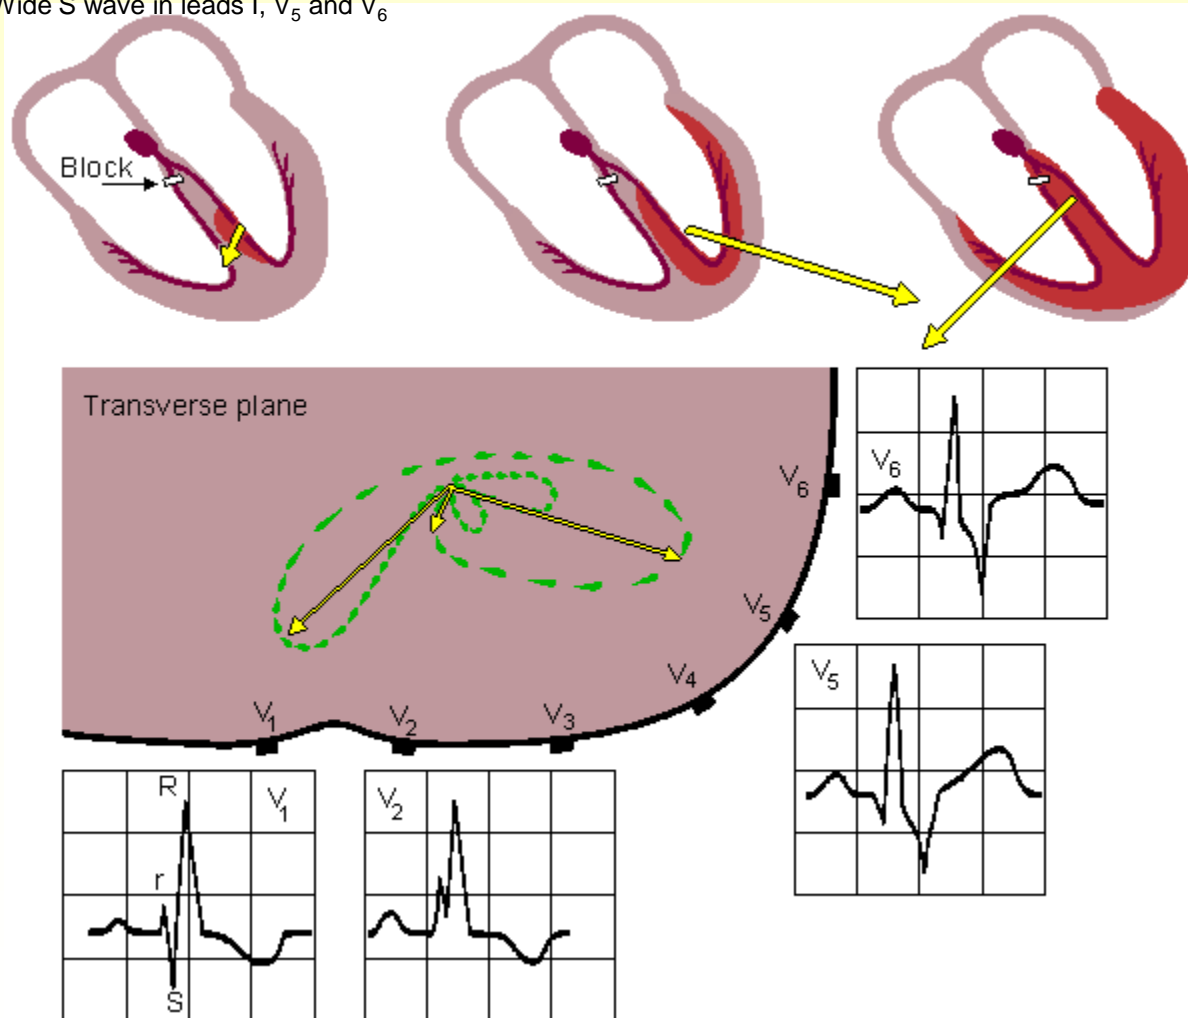 Wide S wave in leads I, V5 and V6
Block
Transverse plane
V6
V6
V5
V5
V4
V1
V2
V3
R
V1
V2
r
S